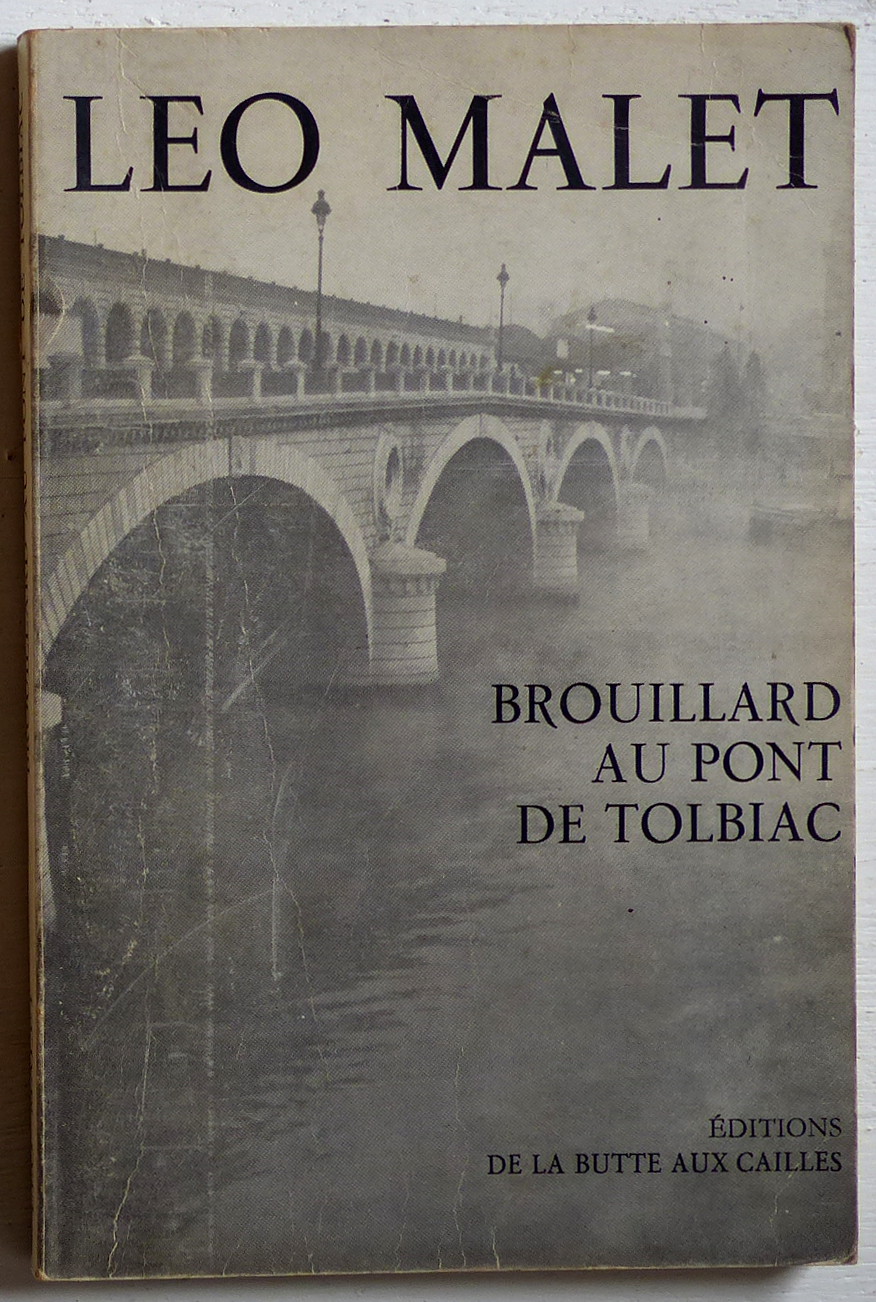 LEO MALET
BROUILLARD
AU PONT
DE TOLBIAC
ÉDITIONS
DE LA BUTTE AUX CAILLES